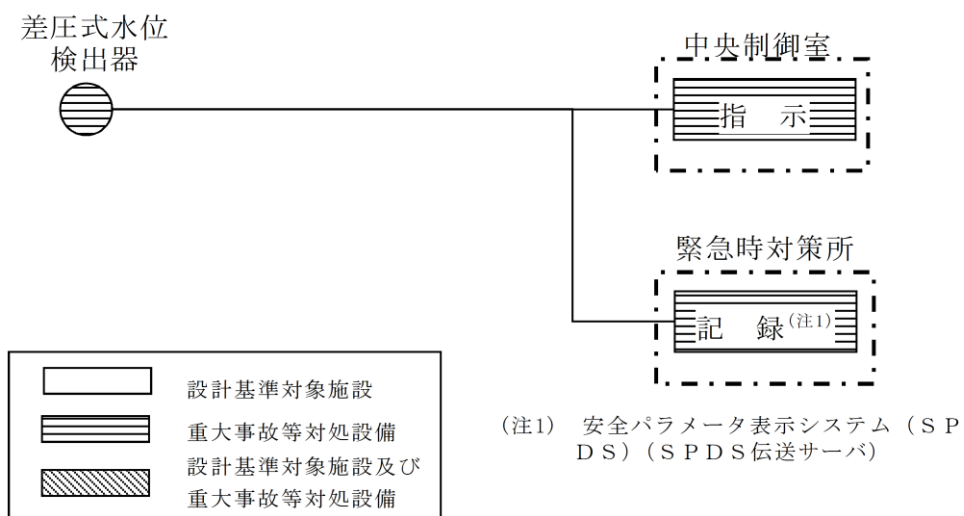 差圧式水位
検出器
中央制御室
指　示
緊急時対策所
記　録(注1)
設計基準対象施設
重大事故等対処設備
設計基準対象施設及び
重大事故等対処設備
(注1)　安全パラメータ表示システム（ＳＰ
ＤＳ）（ＳＰＤＳ伝送サーバ）